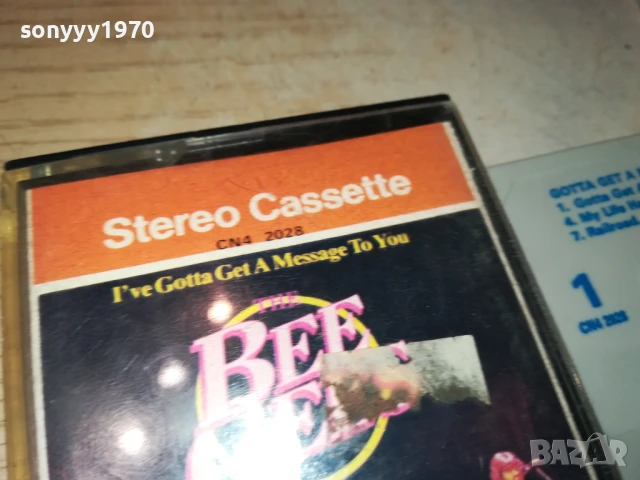 sonyyy1970
Stereo Cassette
CN4 2028
I've Gotta Get A Message To You
THE
BEE
GOTTA GET A
1. Gotta Get
4. My Life
7. Railroad
1
CN4 2028
BAZAR